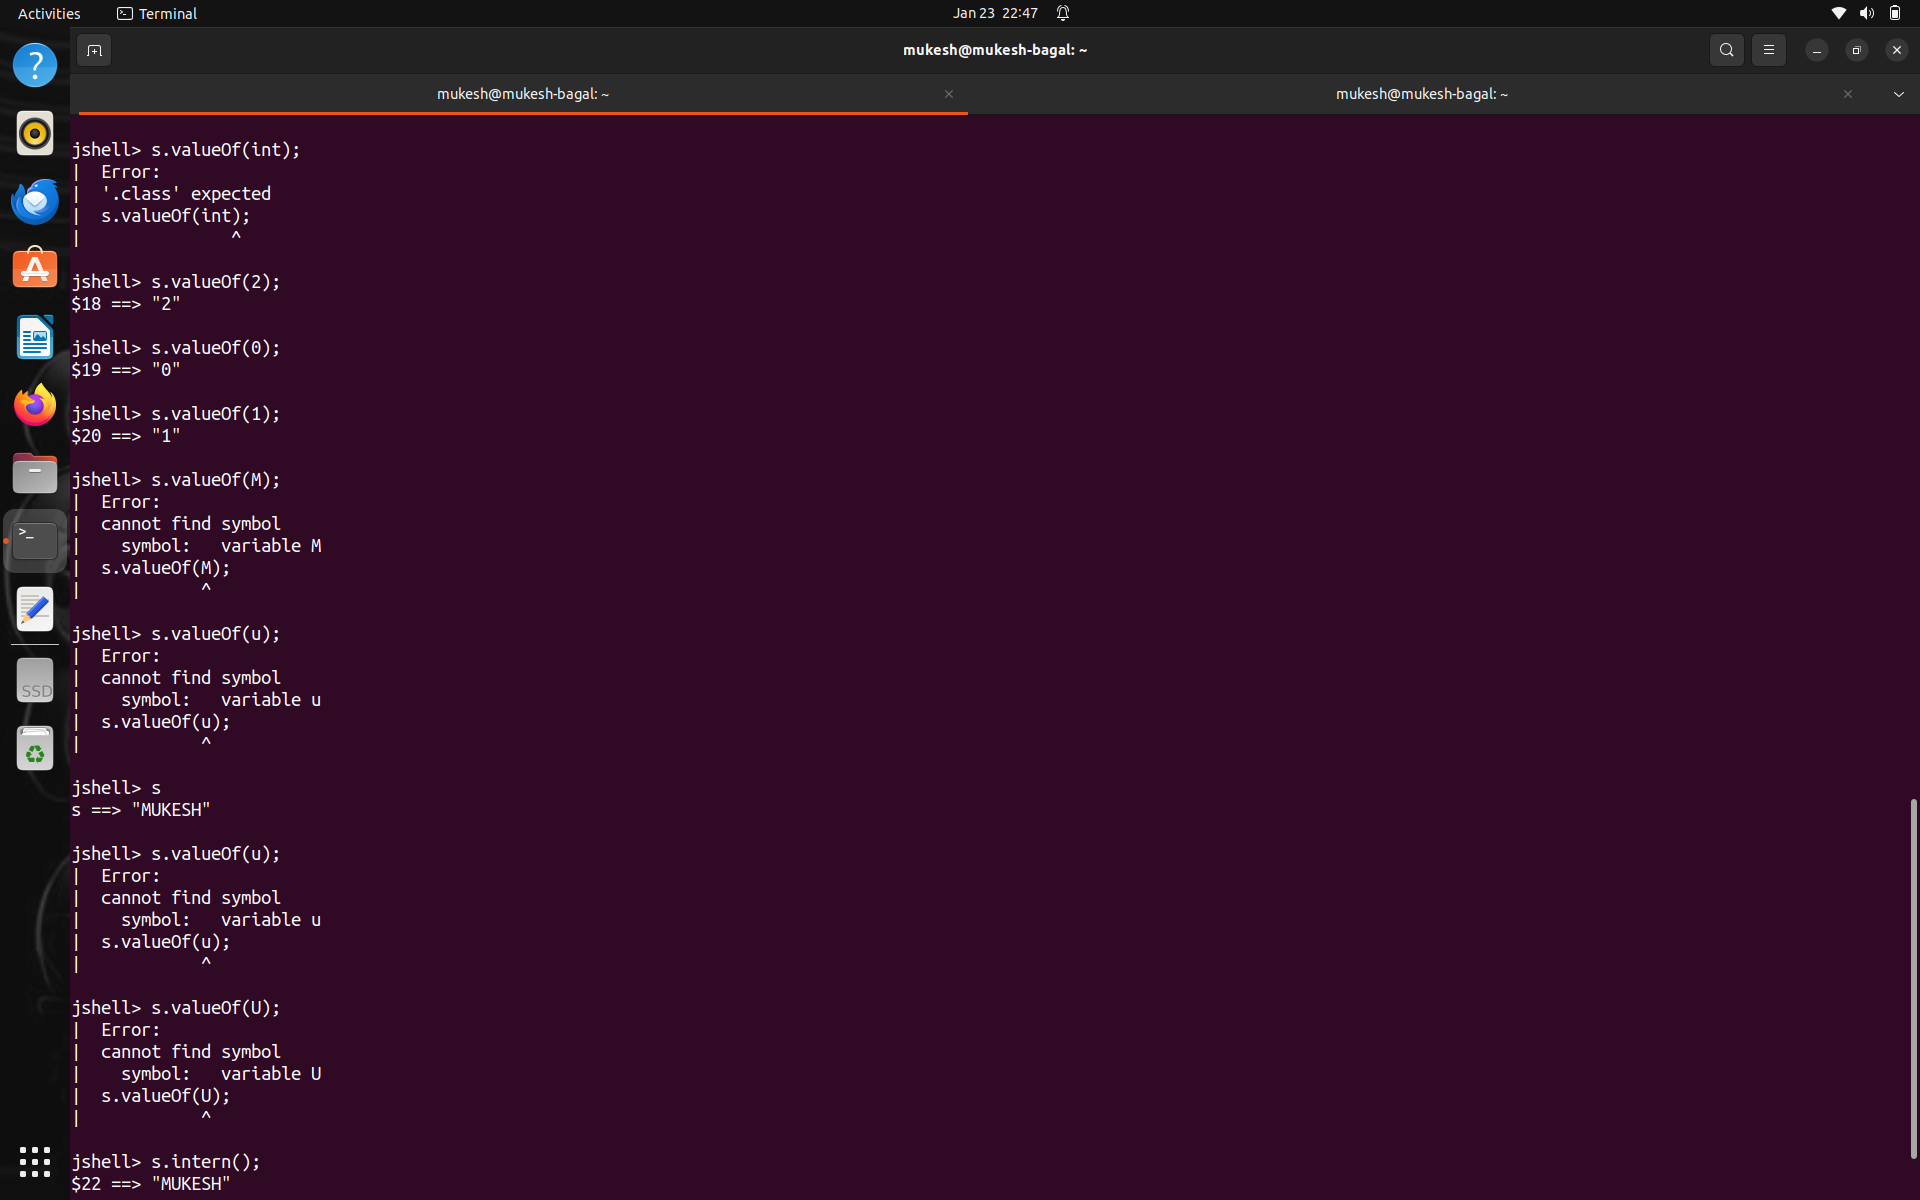 Activities
Terminal
Jan 23 22:47
mukesh@mukesh-bagal: ~
mukesh@mukesh-bagal: ~
mukesh@mukesh-bagal: ~
jshell> s.valueOf(int);
|  Error:
|  '.class' expected
|  s.valueOf(int);
|               ^
jshell> s.valueOf(2);
$18 ==> "2"
jshell> s.valueOf(0);
$19 ==> "0"
jshell> s.valueOf(1);
$20 ==> "1"
jshell> s.valueOf(M);
|  Error:
|  cannot find symbol
|    symbol:   variable M
|  s.valueOf(M);
|            ^
jshell> s.valueOf(u);
|  Error:
|  cannot find symbol
|    symbol:   variable u
|  s.valueOf(u);
|            ^
jshell> s
s ==> "MUKESH"
jshell> s.valueOf(u);
|  Error:
|  cannot find symbol
|    symbol:   variable u
|  s.valueOf(u);
|            ^
jshell> s.valueOf(U);
|  Error:
|  cannot find symbol
|    symbol:   variable U
|  s.valueOf(U);
|            ^
jshell> s.intern();
$22 ==> "MUKESH"
SSD